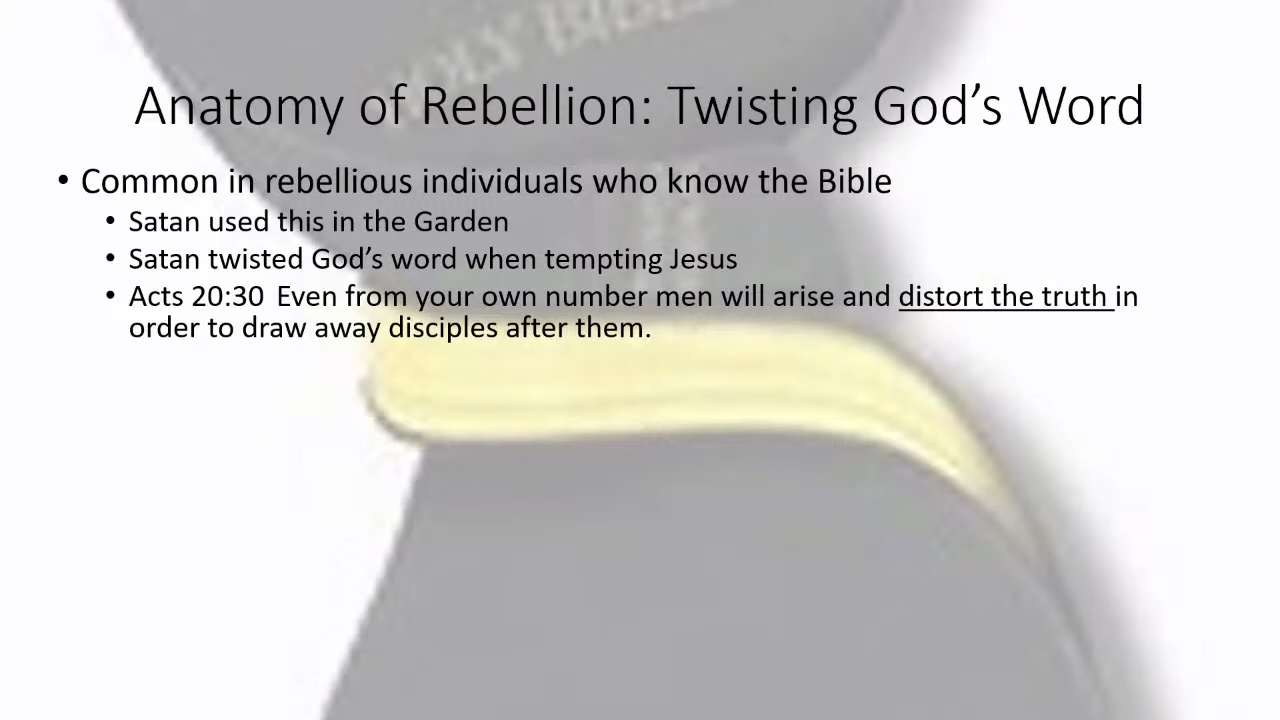 HOLY BIBLE
Anatomy of Rebellion: Twisting God’s Word
• Common in rebellious individuals who know the Bible
• Satan used this in the Garden
• Satan twisted God’s word when tempting Jesus
• Acts 20:30 Even from your own number men will arise and distort the truth in
order to draw away disciples after them.